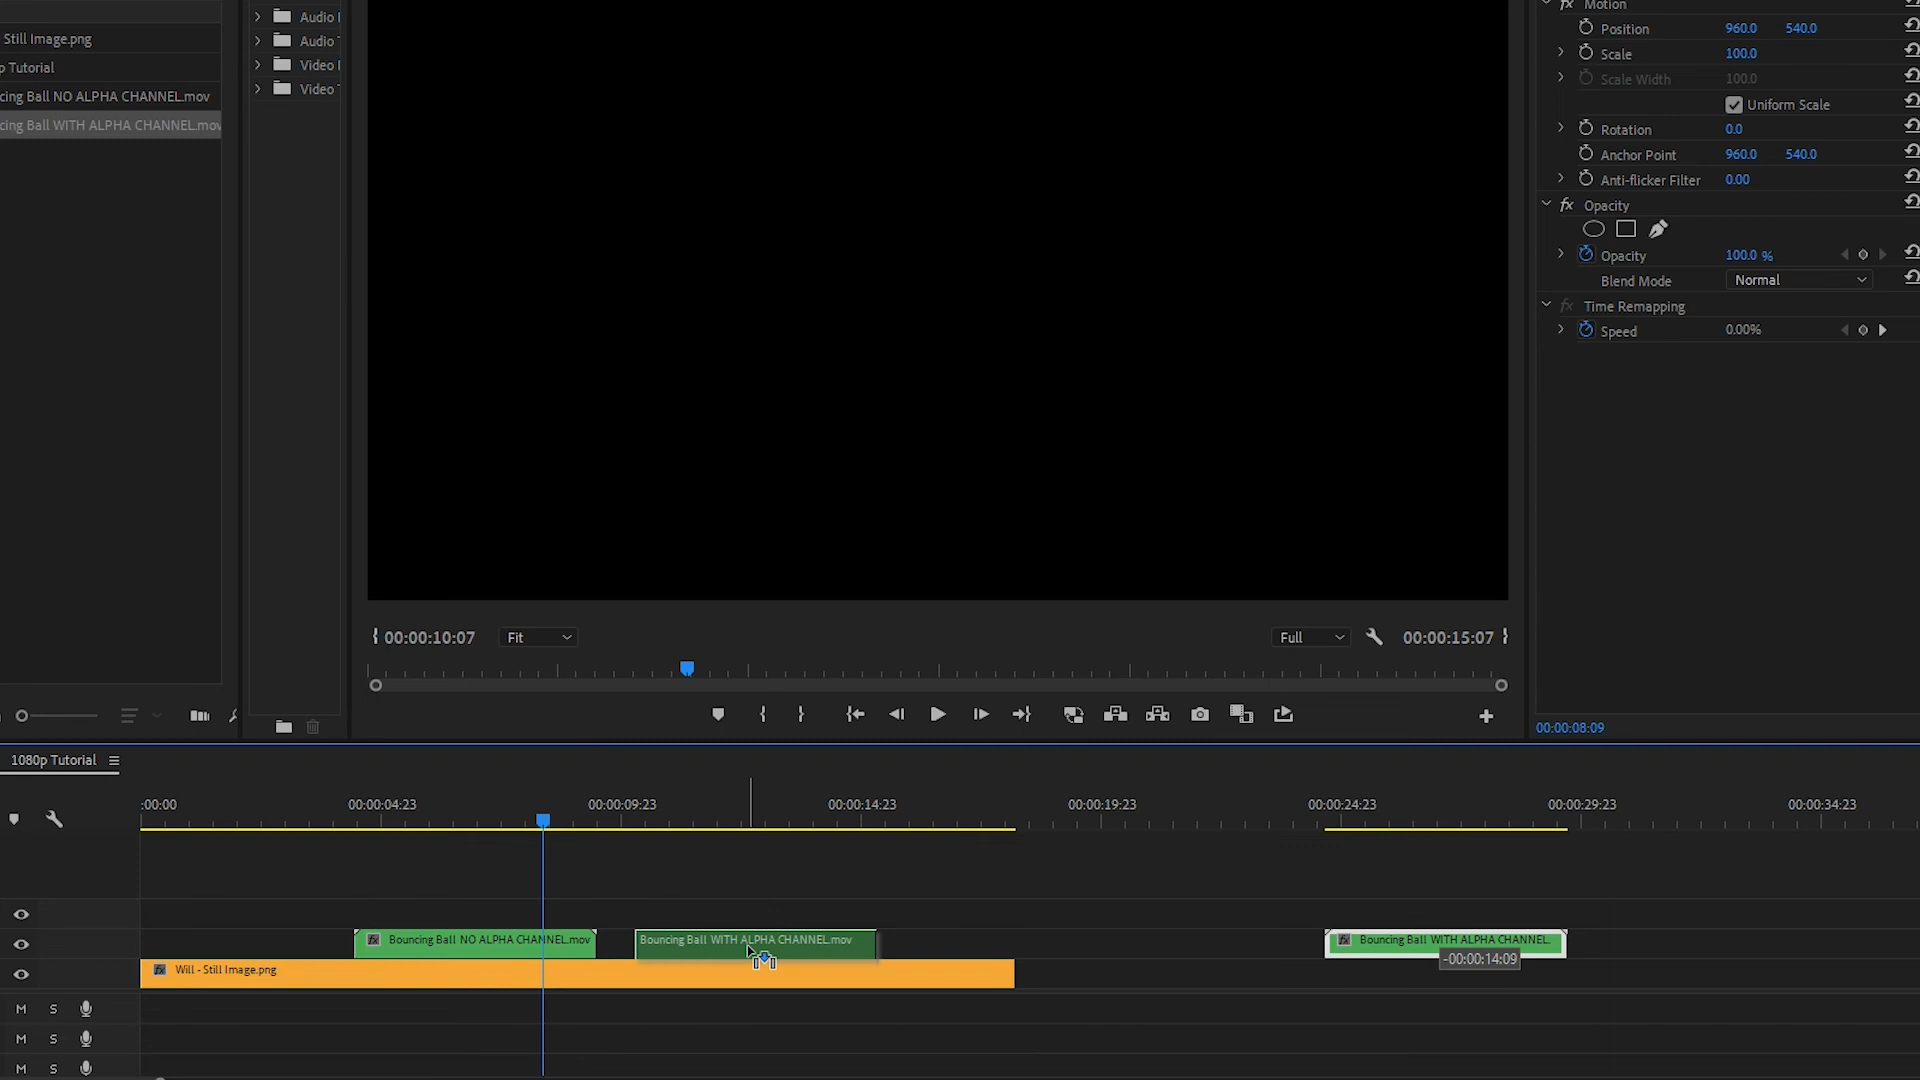 Still Image.png
p Tutorial
cing Ball NO ALPHA CHANNEL.mov
cing Ball WITH ALPHA CHANNEL.mov
Audio
Audio
Video
Video
Motion
Position 960.0 540.0
Scale 100.0
Scale Width 100.0
Uniform Scale
Rotation 0.0
Anchor Point 960.0 540.0
Anti-flicker Filter 0.00
fx Opacity
Opacity 100.0 %
Blend Mode Normal
fx Time Remapping
Speed 0.00%
00:00:10:07 Fit Full 00:00:15:07
00:00:08:09
1080p Tutorial
:00:00 00:00:04:23 00:00:09:23 00:00:14:23 00:00:19:23 00:00:24:23 00:00:29:23 00:00:34:23
fx Bouncing Ball NO ALPHA CHANNEL.mov Bouncing Ball WITH ALPHA CHANNEL.mov fx Bouncing Ball WITH ALPHA CHANNEL.
-00:00:14:09
fx Will - Still Image.png
M S
M S
M S